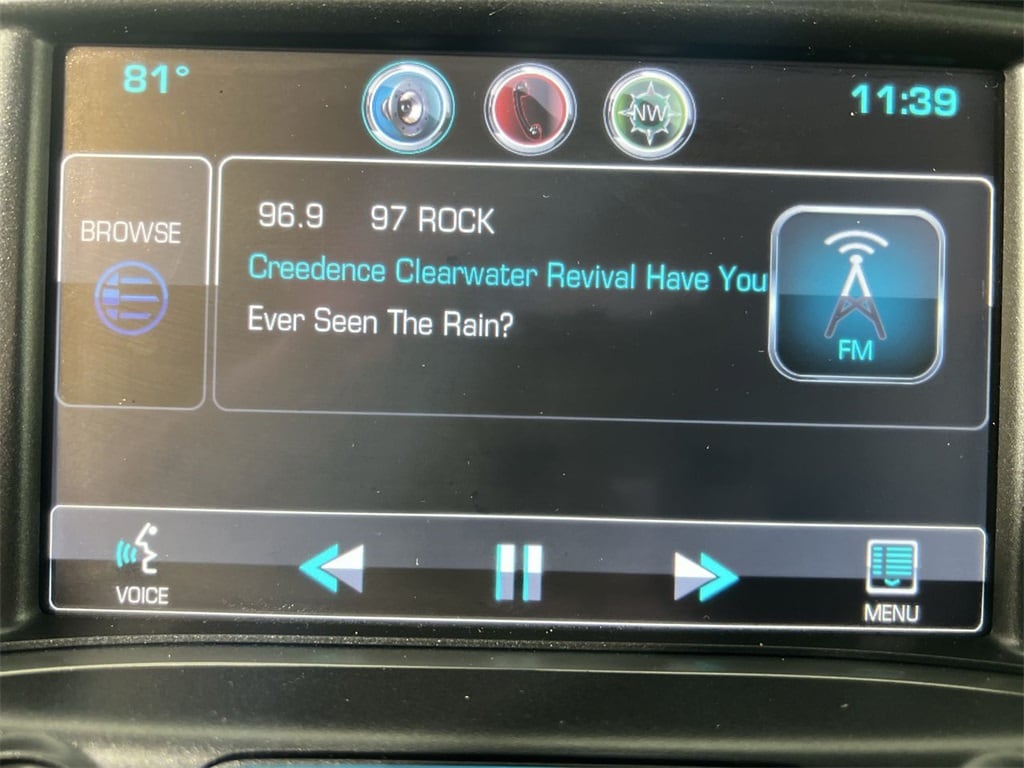 81°
NW
11:39
BROWSE
96.9 97 ROCK
Creedence Clearwater Revival Have You
Ever Seen The Rain?
FM
VOICE
MENU